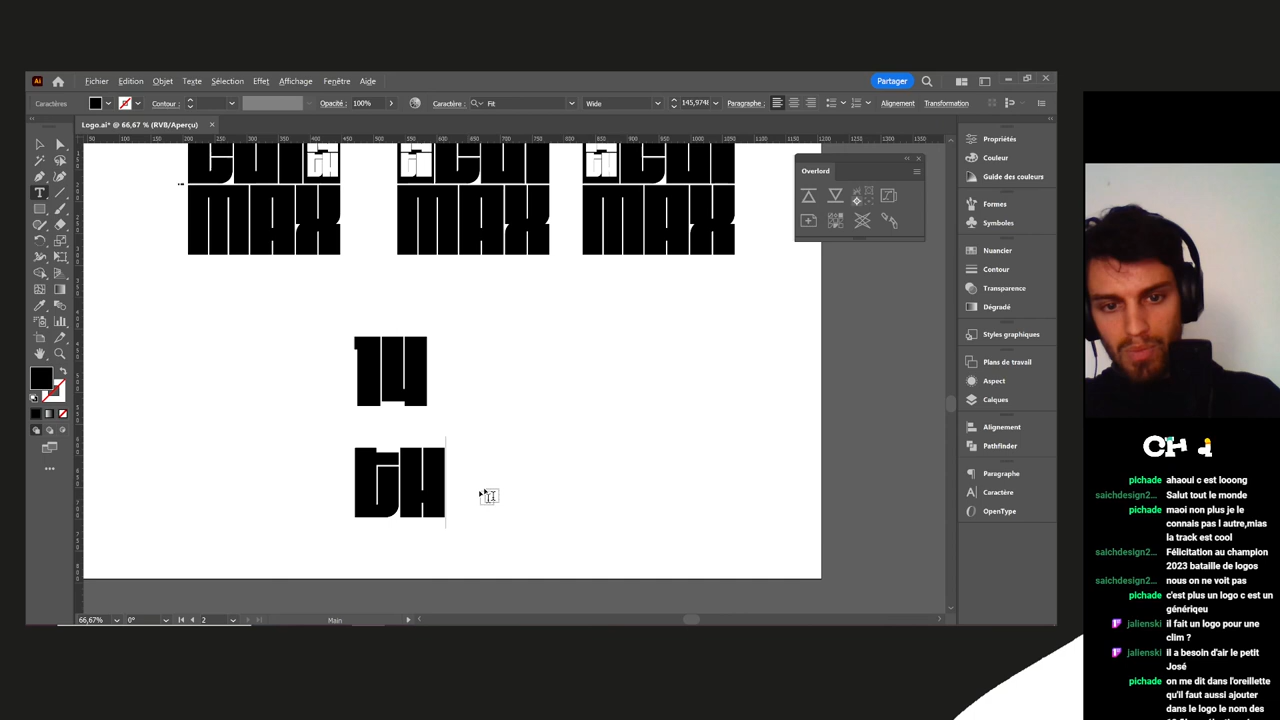 Ai
Fichier Edition Objet Texte Sélection Effet Affichage Fenêtre Aide
Partager
Caractères
Contour :
Opacité : 100%
Caractère : Fit
Wide
145,974(
Paragraphe :
Alignement
Transformation
Logo.ai* @ 66,67 % (RVB/Aperçu)
MAX MAX MAX
14
tH
Overlord
Propriétés
Couleur
Guide des couleurs
Formes
Symboles
Nuancier
Contour
Transparence
Dégradé
Styles graphiques
Plans de travail
Aspect
Calques
Alignement
Pathfinder
Paragraphe
Caractère
OpenType
66,67%
0°
2
Main
pichade ahaoui c est looong
saichdesign2... Salut tout le monde
pichade maoi non plus je le
connais pas l autre,mias
la track est cool
saichdesign2... Félicitation au champion
2023 bataille de logos
saichdesign2... nous on ne voit pas
pichade c'est plus un logo c est un
génériqeu
jalienski il fait un logo pour une
clim ?
jalienski il a besoin d'air le petit
José
pichade on me dit dans l'oreillette
qu'il faut aussi ajouter
dans le logo le nom des